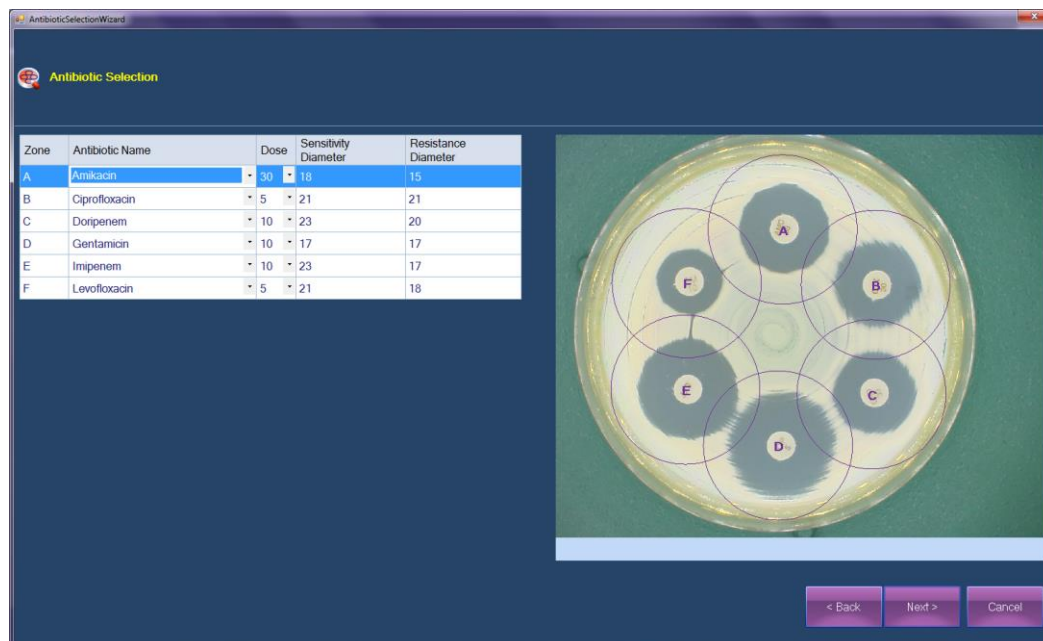 AntibioticSelectionWizard
Antibiotic Selection
Zone Antibiotic Name Dose Sensitivity Diameter Resistance Diameter
A Amikacin 30 18 15
B Ciprofloxacin 5 21 21
C Doripenem 10 23 20
D Gentamicin 10 17 17
E Imipenem 10 23 17
F Levofloxacin 5 21 18
A
B
F
E
C
D
< Back Next > Cancel